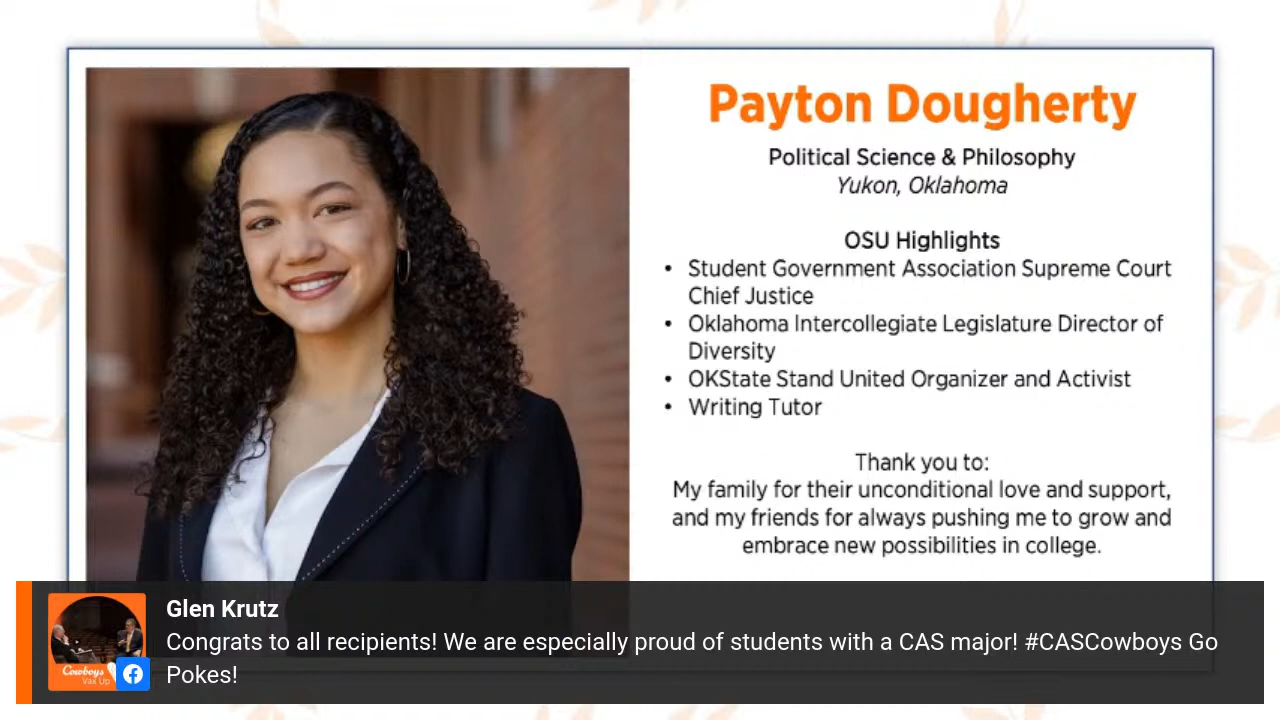 Payton Dougherty
Political Science & Philosophy
Yukon, Oklahoma
OSU Highlights
• Student Government Association Supreme Court
Chief Justice
• Oklahoma Intercollegiate Legislature Director of
Diversity
• OKState Stand United Organizer and Activist
• Writing Tutor
Thank you to:
My family for their unconditional love and support,
and my friends for always pushing me to grow and
embrace new possibilities in college.
Glen Krutz
Congrats to all recipients! We are especially proud of students with a CAS major! #CASCowboys Go
Pokes!
Cowboys
Vax Up